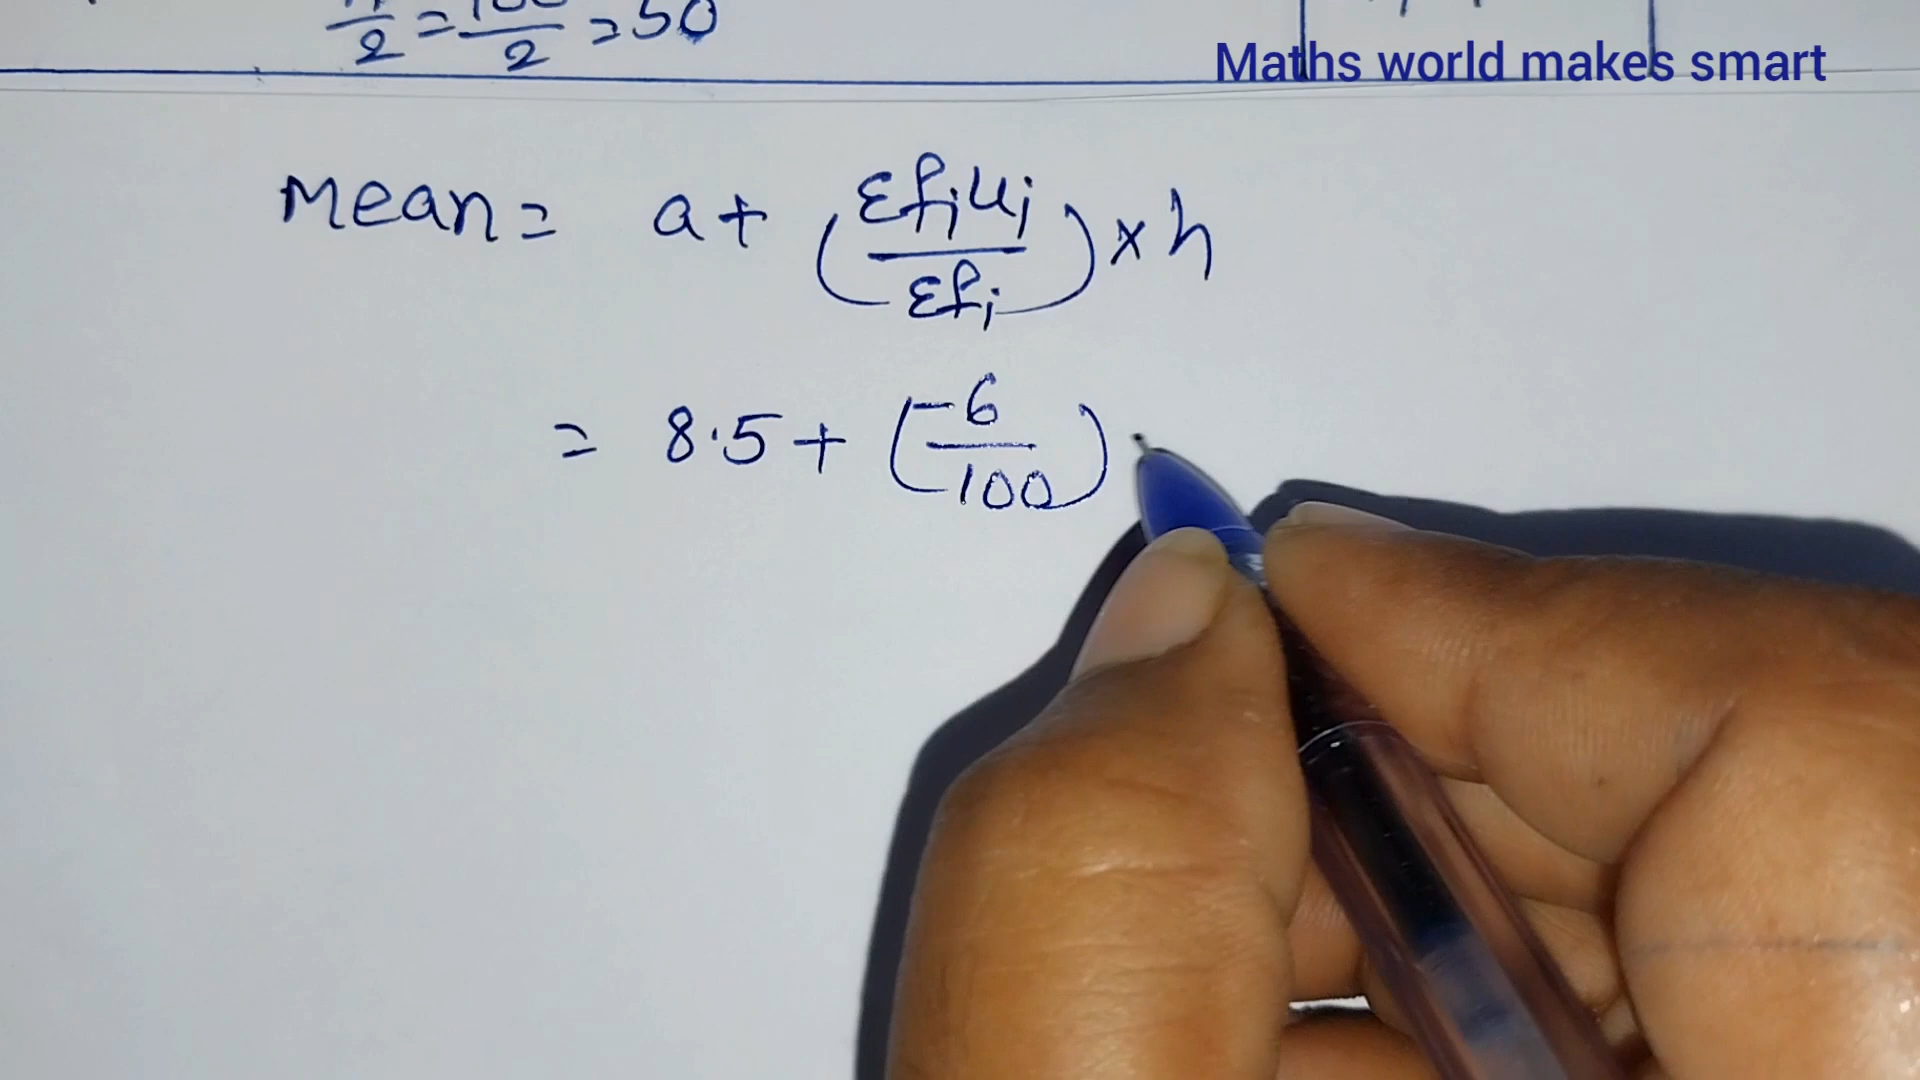 n/2 = 100/2 = 50
Maths world makes smart
Mean = a + (Σfiui/Σfi) × h
= 8.5 + (-6/100)